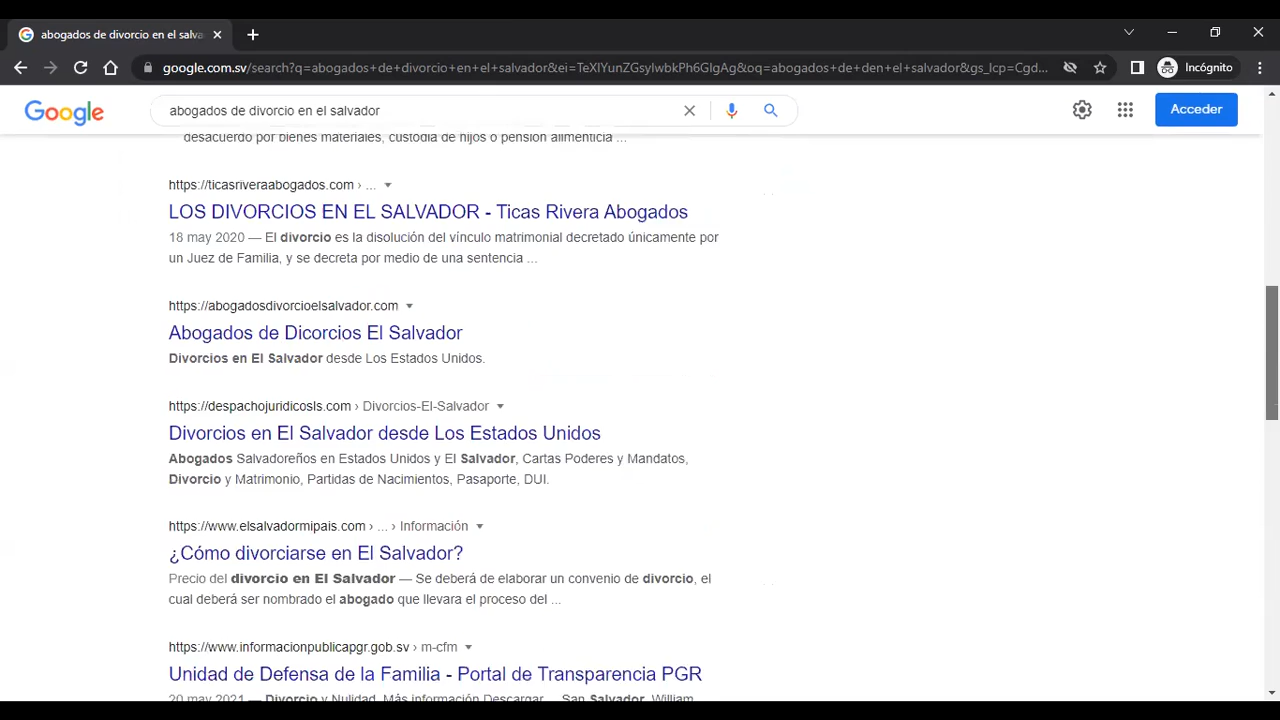 abogados de divorcio en el salva
google.com.sv/search?q=abogados+de+divorcio+en+el+salvador&ei=TeXIYunZGsylwbkPh6GIgAg&oq=abogados+de+den+el+salvador&gs_lcp=Cgd...
Incógnito
Google
abogados de divorcio en el salvador
Acceder
desacuerdo por bienes materiales, custodia de hijos o pensión alimenticia ...
https://ticasriveraabogados.com › ...
LOS DIVORCIOS EN EL SALVADOR - Ticas Rivera Abogados
18 may 2020 — El divorcio es la disolución del vínculo matrimonial decretado únicamente por
un Juez de Familia, y se decreta por medio de una sentencia ...
https://abogadosdivorcioelsalvador.com
Abogados de Dicorcios El Salvador
Divorcios en El Salvador desde Los Estados Unidos.
https://despachojuridicosls.com › Divorcios-El-Salvador
Divorcios en El Salvador desde Los Estados Unidos
Abogados Salvadoreños en Estados Unidos y El Salvador, Cartas Poderes y Mandatos,
Divorcio y Matrimonio, Partidas de Nacimientos, Pasaporte, DUI.
https://www.elsalvadormipais.com › ... › Información
¿Cómo divorciarse en El Salvador?
Precio del divorcio en El Salvador — Se deberá de elaborar un convenio de divorcio, el
cual deberá ser nombrado el abogado que llevara el proceso del ...
https://www.informacionpublicapgr.gob.sv › m-cfm
Unidad de Defensa de la Familia - Portal de Transparencia PGR
20 may 2021 — Divorcio y Nulidad. Más información Descargar ... San Salvador, William